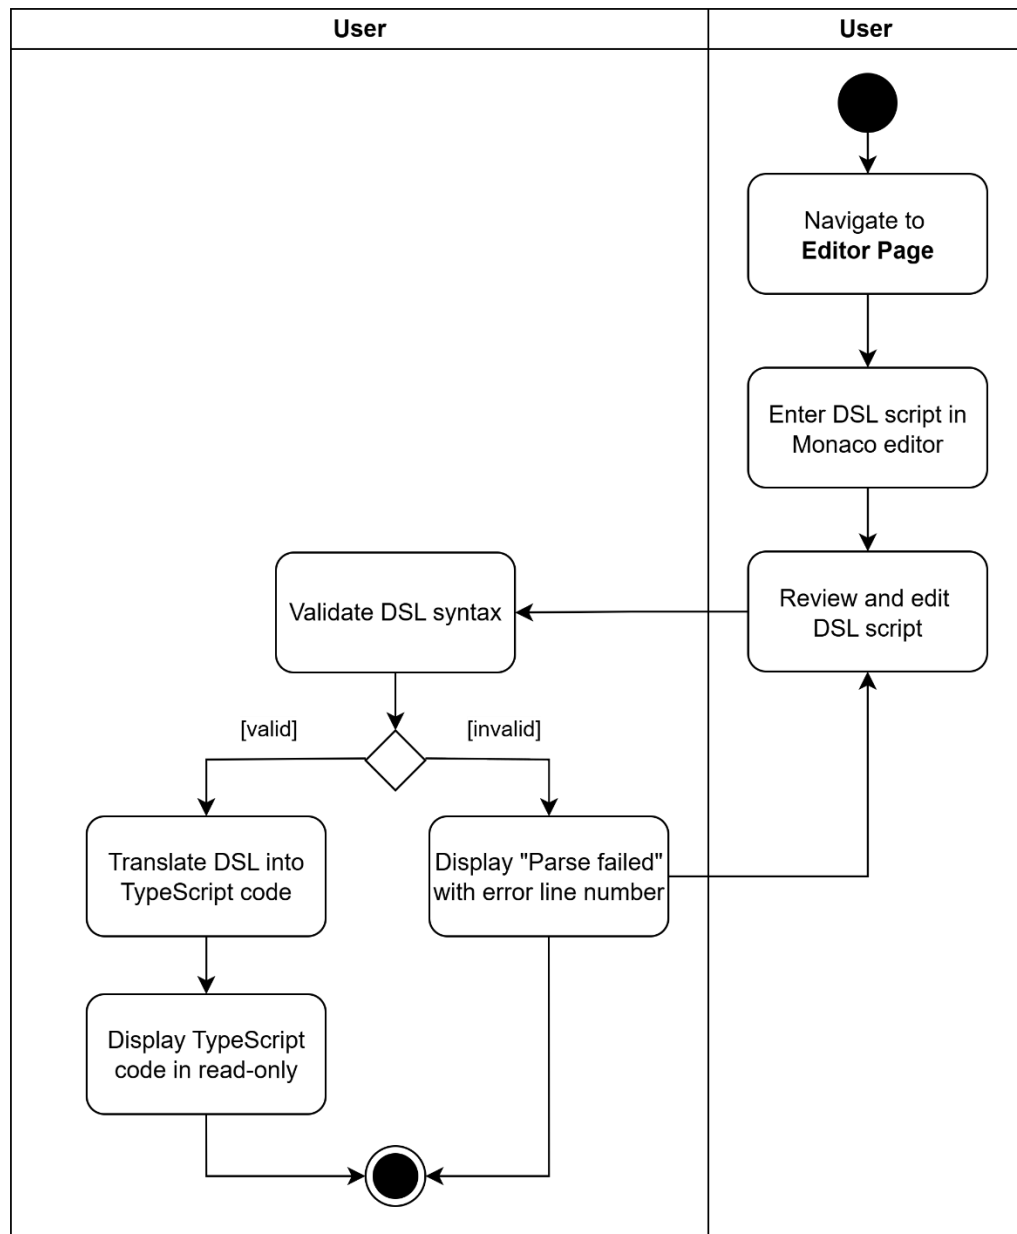 User
User
Navigate to
Editor Page
Enter DSL script in
Monaco editor
Review and edit
DSL script
Validate DSL syntax
[valid]
[invalid]
Translate DSL into
TypeScript code
Display "Parse failed"
with error line number
Display TypeScript
code in read-only